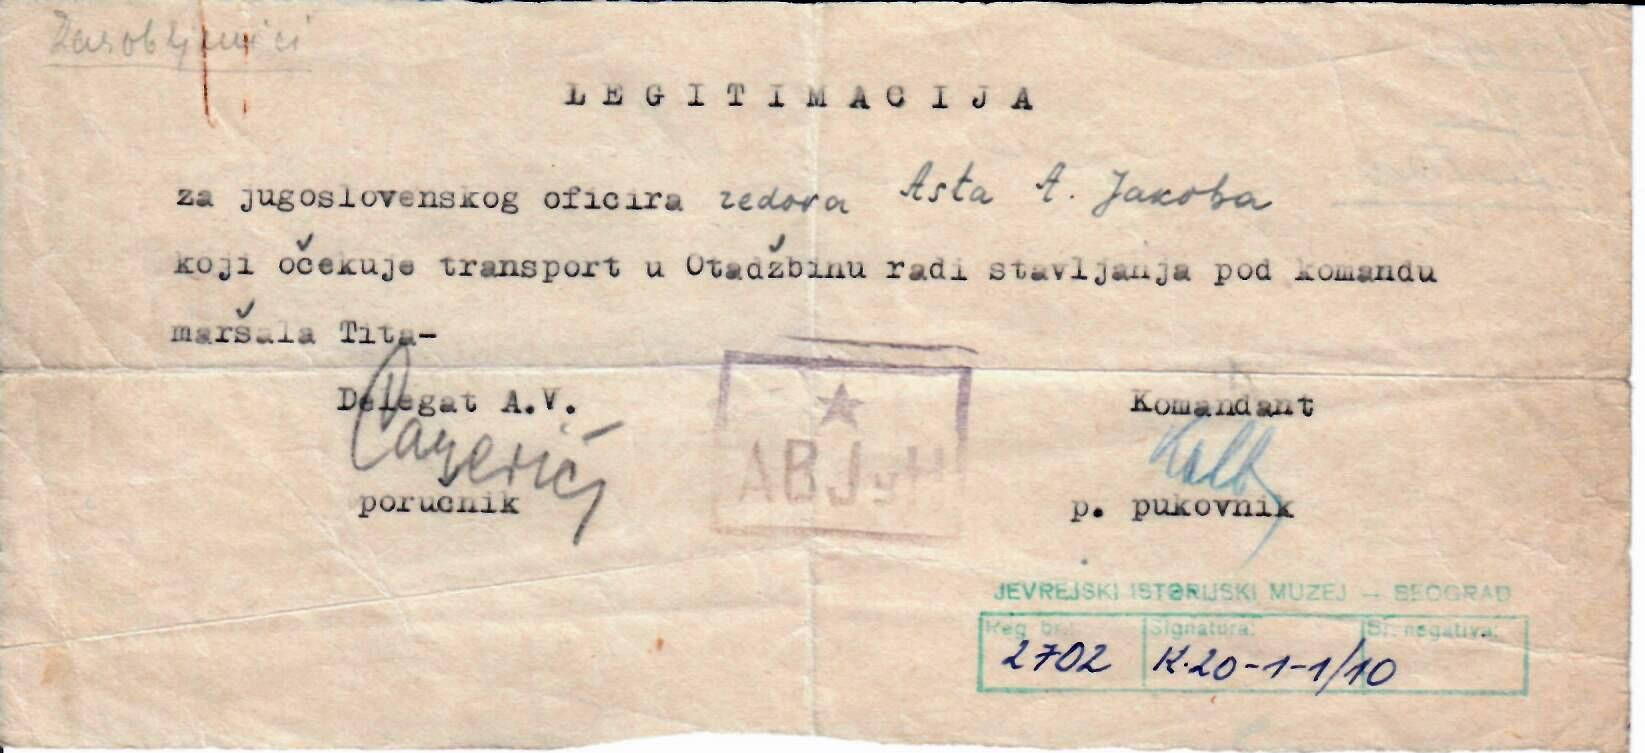 Zarobljenici
LEGITIMACIJA
za jugoslovenskog oficira redova Asta A. Jakoba
koji očekuje transport u Otadžbinu radi stavljanja pod komandu
maršala Tita-
Delegat A.V. Komandant
poručnik p. pukovnik
JEVREJSKI ISTORIJSKI MUZEJ — BEOGRAD
Reg. br.: Signatura: Br. negativa:
2702 K.20-1-1/10